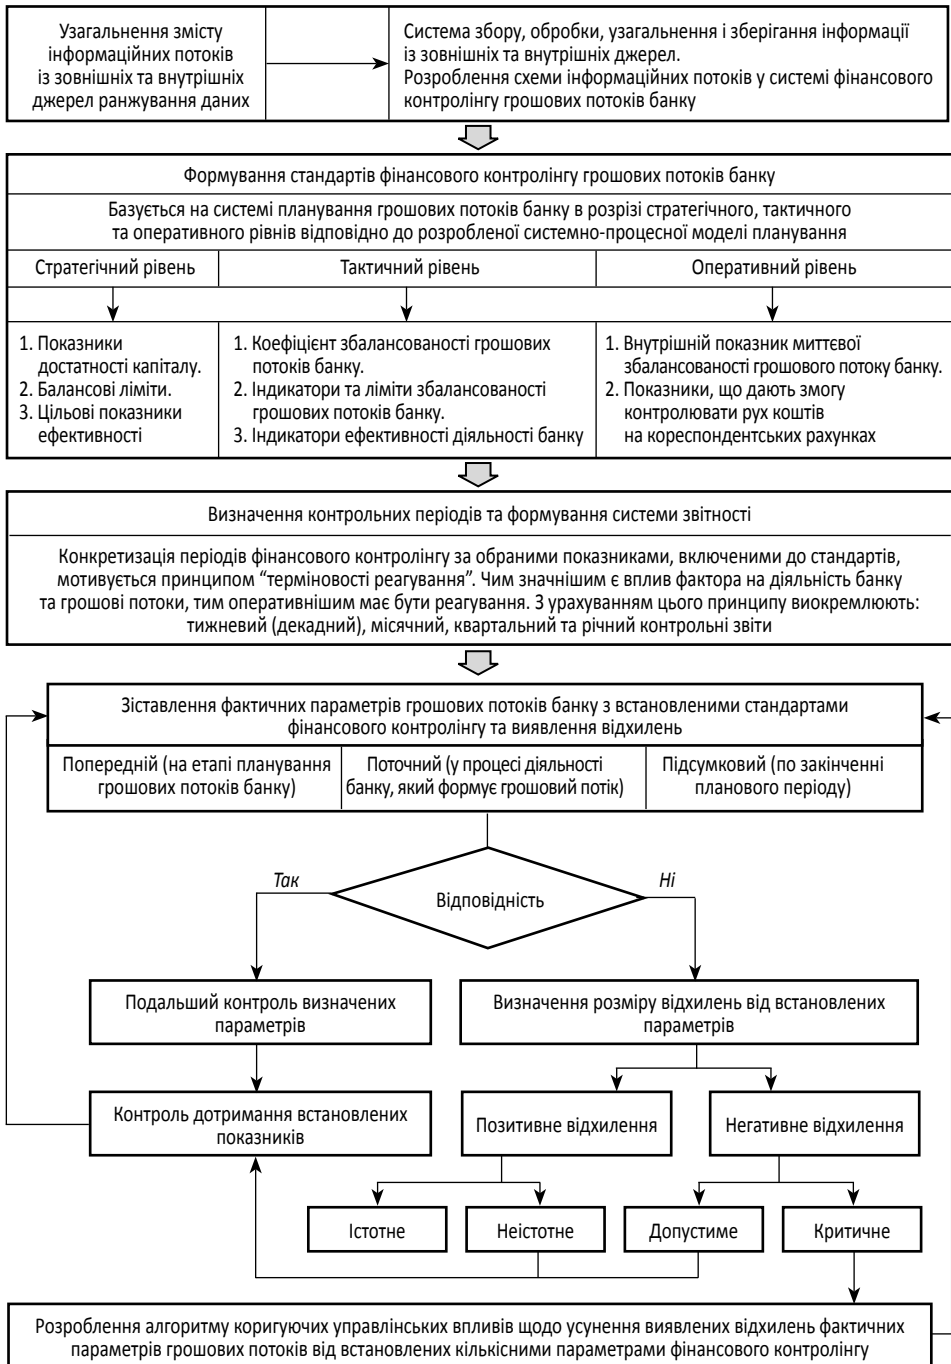 Узагальнення змісту
інформаційних потоків
із зовнішніх та внутрішніх
джерел ранжування даних
Система збору, обробки, узагальнення і зберігання інформації
із зовнішніх та внутрішніх джерел.
Розроблення схеми інформаційних потоків у системі фінансового
контролінгу грошових потоків банку
Формування стандартів фінансового контролінгу грошових потоків банку
Базується на системі планування грошових потоків банку в розрізі стратегічного, тактичного
та оперативного рівнів відповідно до розробленої системно-процесної моделі планування
Стратегічний рівень
Тактичний рівень
Оперативний рівень
1. Показники
достатності капіталу.
2. Балансові ліміти.
3. Цільові показники
ефективності
1. Коефіцієнт збалансованості грошових
потоків банку.
2. Індикатори та ліміти збалансованості
грошових потоків банку.
3. Індикатори ефективності діяльності банку
1. Внутрішній показник миттєвої
збалансованості грошового потоку банку.
2. Показники, що дають змогу
контролювати рух коштів
на кореспондентських рахунках
Визначення контрольних періодів та формування системи звітності
Конкретизація періодів фінансового контролінгу за обраними показниками, включеними до стандартів,
мотивується принципом “терміновості реагування”. Чим значнішим є вплив фактора на діяльність банку
та грошові потоки, тим оперативнішим має бути реагування. З урахуванням цього принципу виокремлюють:
тижневий (декадний), місячний, квартальний та річний контрольні звіти
Зіставлення фактичних параметрів грошових потоків банку з встановленими стандартами
фінансового контролінгу та виявлення відхилень
Попередній (на етапі планування
грошових потоків банку)
Поточний (у процесі діяльності
банку, який формує грошовий потік)
Підсумковий (по закінченні
планового періоду)
Так
Ні
Відповідність
Подальший контроль визначених
параметрів
Визначення розміру відхилень від встановлених
параметрів
Контроль дотримання встановлених
показників
Позитивне відхилення
Негативне відхилення
Істотне
Неістотне
Допустиме
Критичне
Розроблення алгоритму коригуючих управлінських впливів щодо усунення виявлених відхилень фактичних
параметрів грошових потоків від встановлених кількісними параметрами фінансового контролінгу